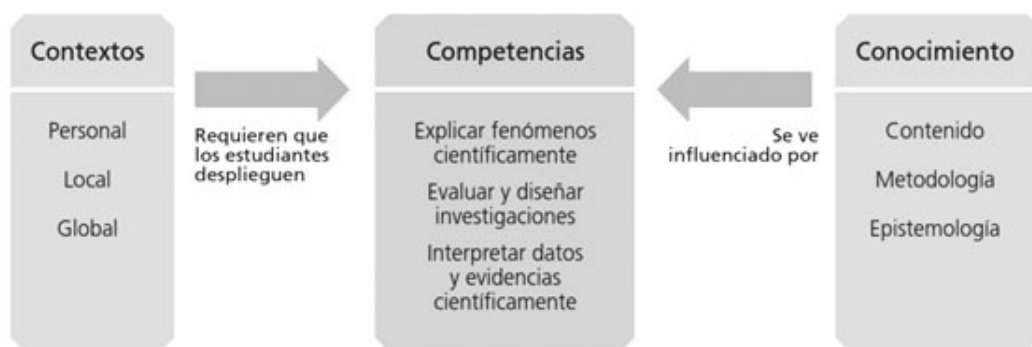 Contextos
Personal
Local
Global
Requieren que
los estudiantes
desplieguen
Competencias
Explicar fenómenos
científicamente
Evaluar y diseñar
investigaciones
Interpretar datos
y evidencias
científicamente
Se ve
influenciado por
Conocimiento
Contenido
Metodología
Epistemología